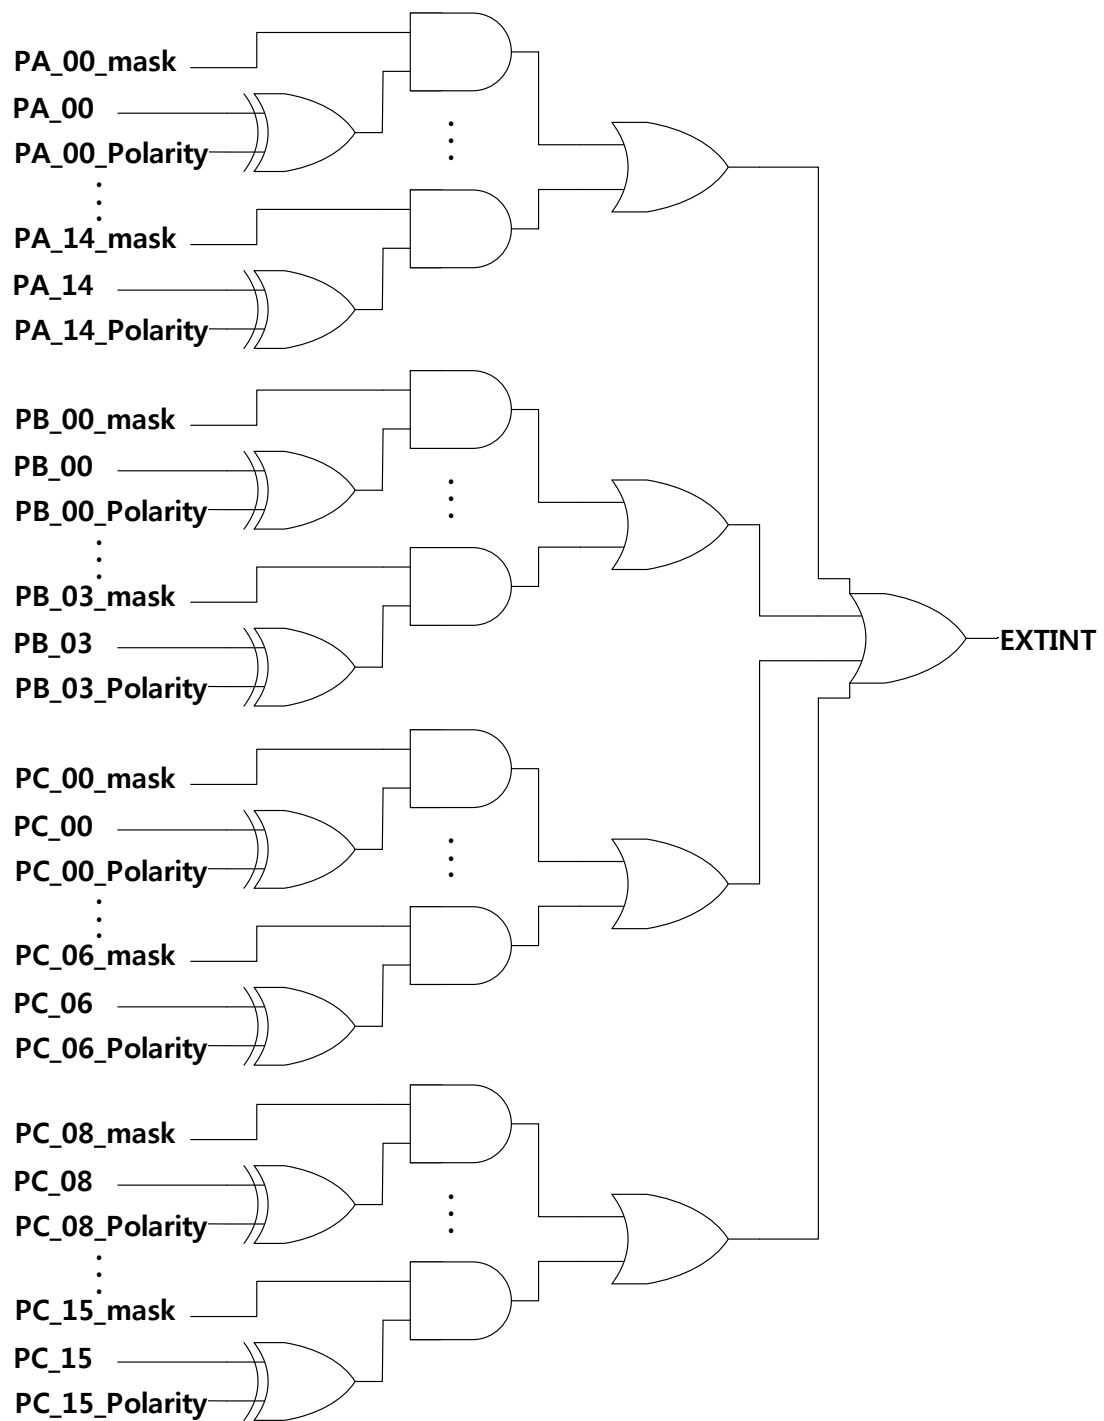 PA_00_mask
PA_00
PA_00_Polarity
PA_14_mask
PA_14
PA_14_Polarity
PB_00_mask
PB_00
PB_00_Polarity
PB_03_mask
PB_03
PB_03_Polarity
EXTINT
PC_00_mask
PC_00
PC_00_Polarity
PC_06_mask
PC_06
PC_06_Polarity
PC_08_mask
PC_08
PC_08_Polarity
PC_15_mask
PC_15
PC_15_Polarity